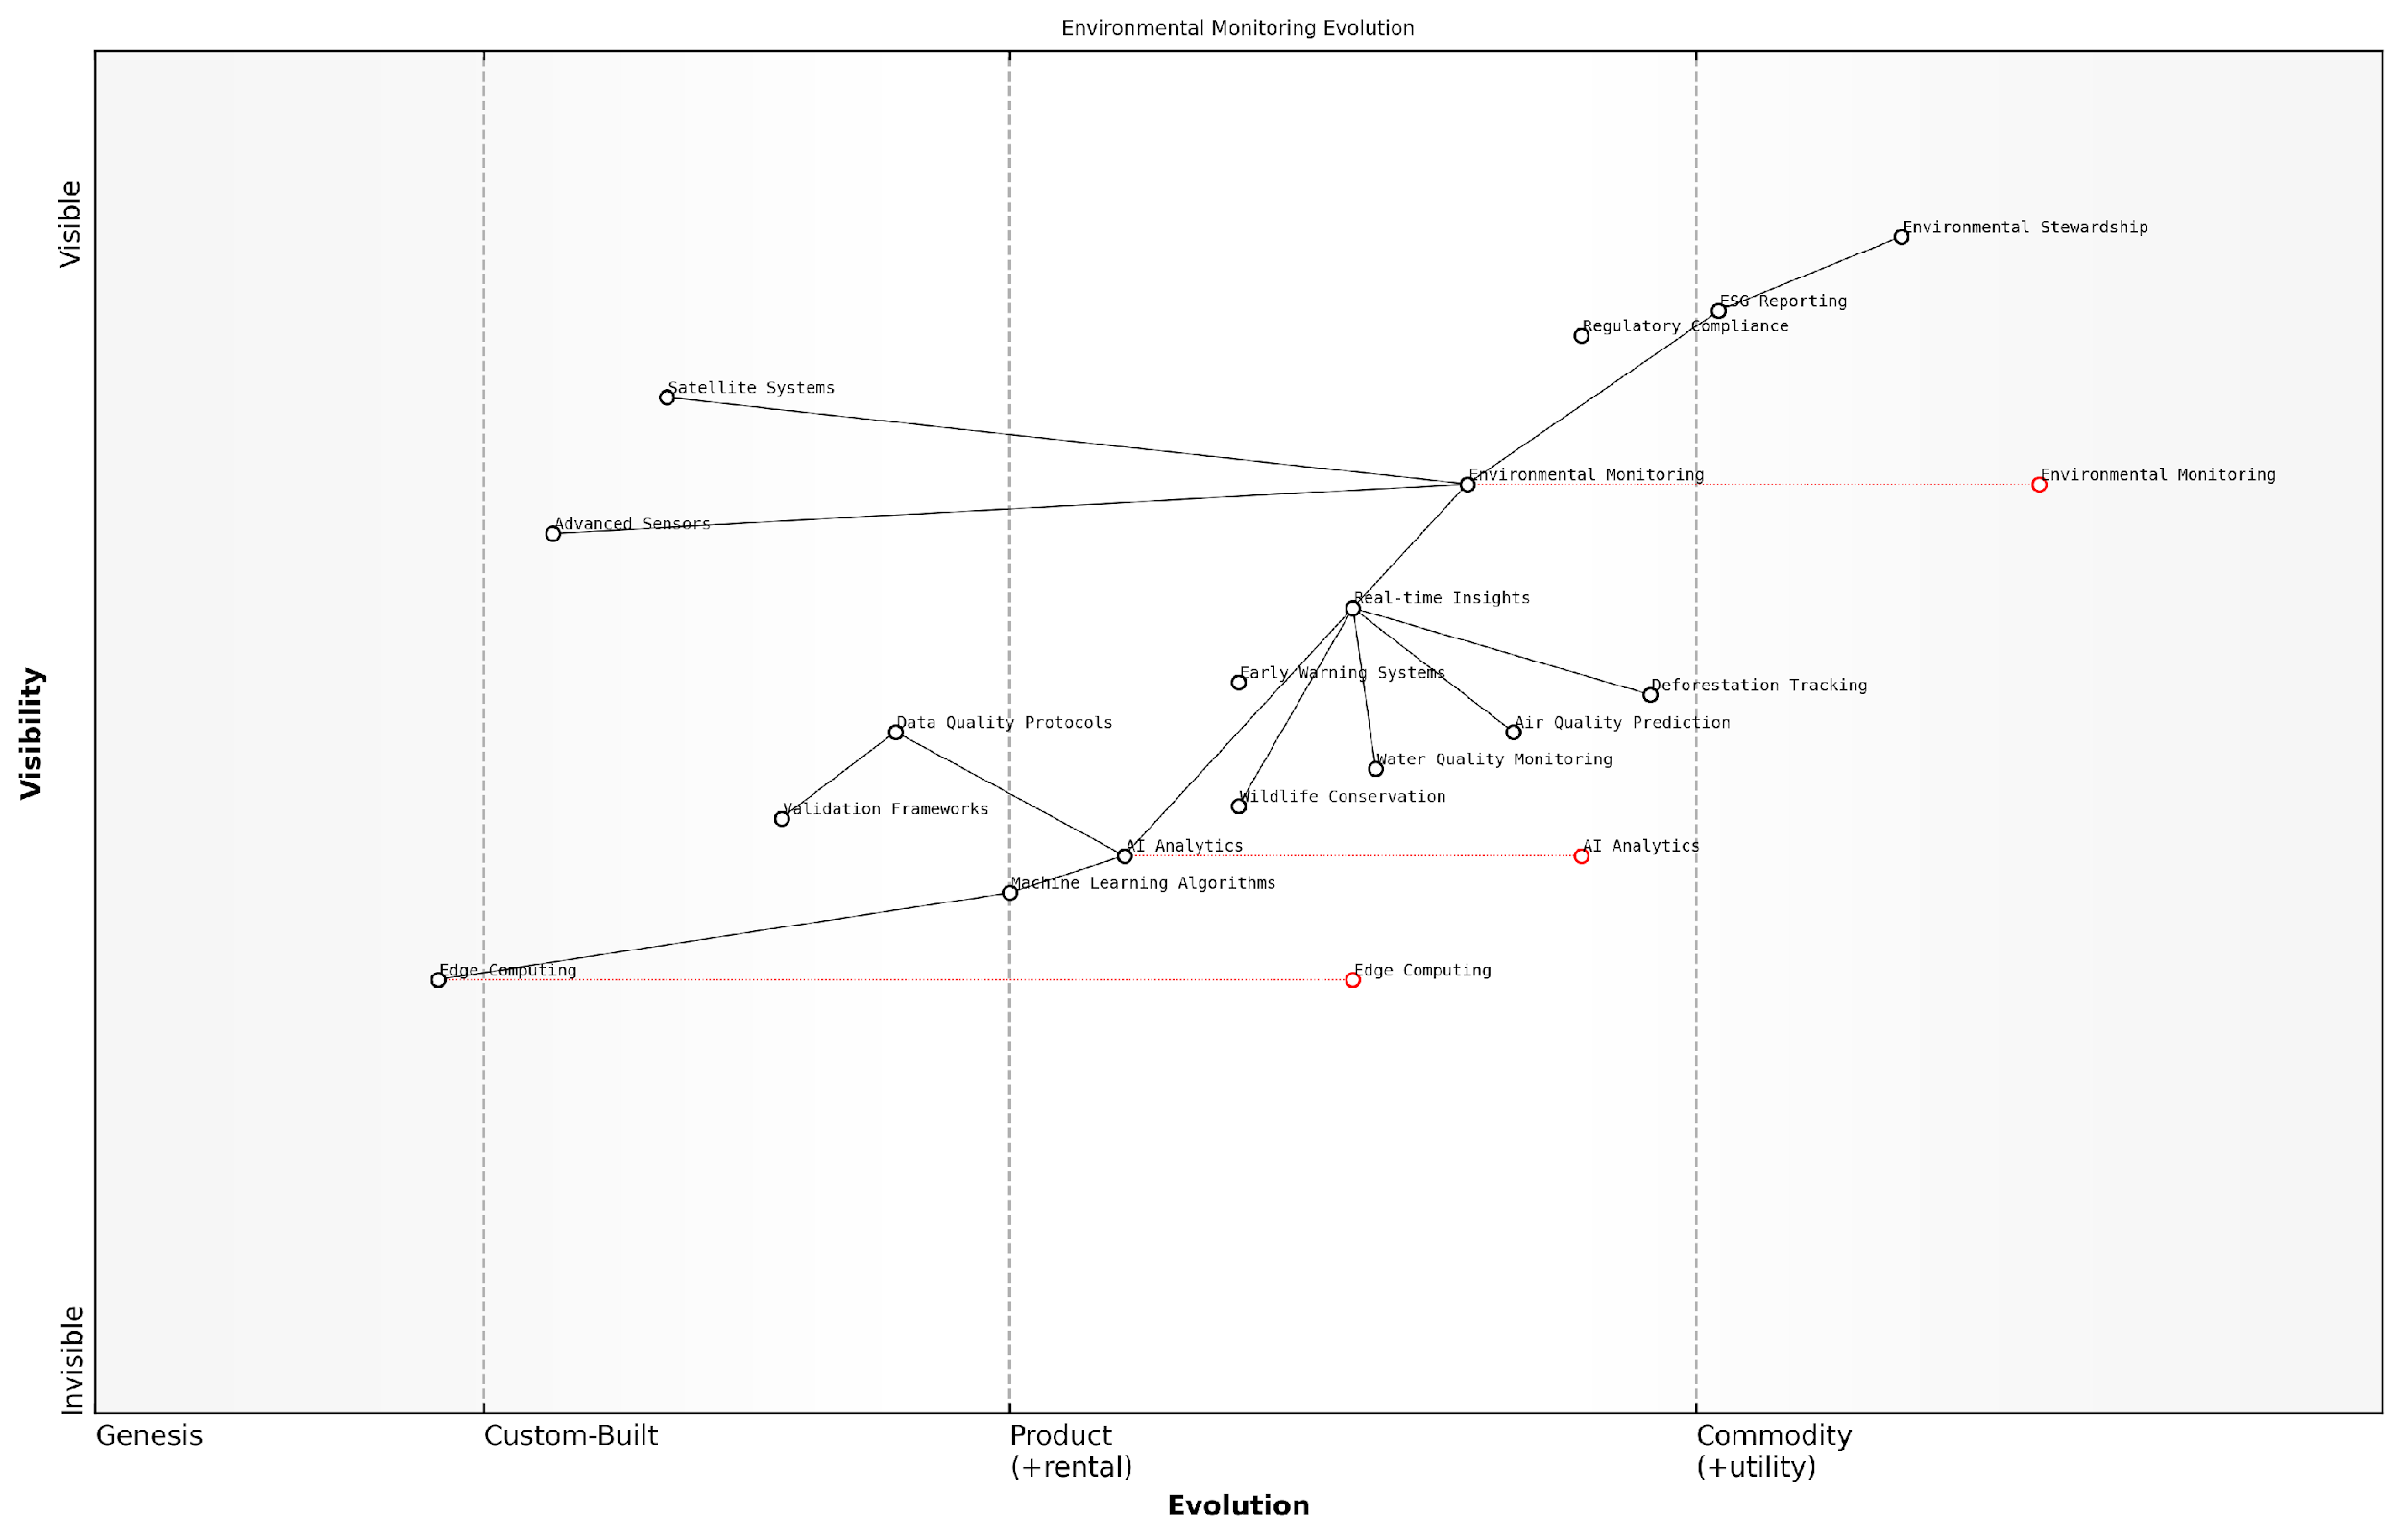 Environmental Monitoring Evolution
Visible
Environmental Stewardship
ESG Reporting
Regulatory Compliance
Satellite Systems
Environmental Monitoring
Environmental Monitoring
Advanced Sensors
Real-time Insights
Early Warning Systems
Deforestation Tracking
Data Quality Protocols
Air Quality Prediction
Water Quality Monitoring
Wildlife Conservation
Validation Frameworks
AI Analytics
AI Analytics
Machine Learning Algorithms
Edge Computing
Edge Computing
Visibility
Invisible
Genesis
Custom-Built
Product
(+rental)
Commodity
(+utility)
Evolution